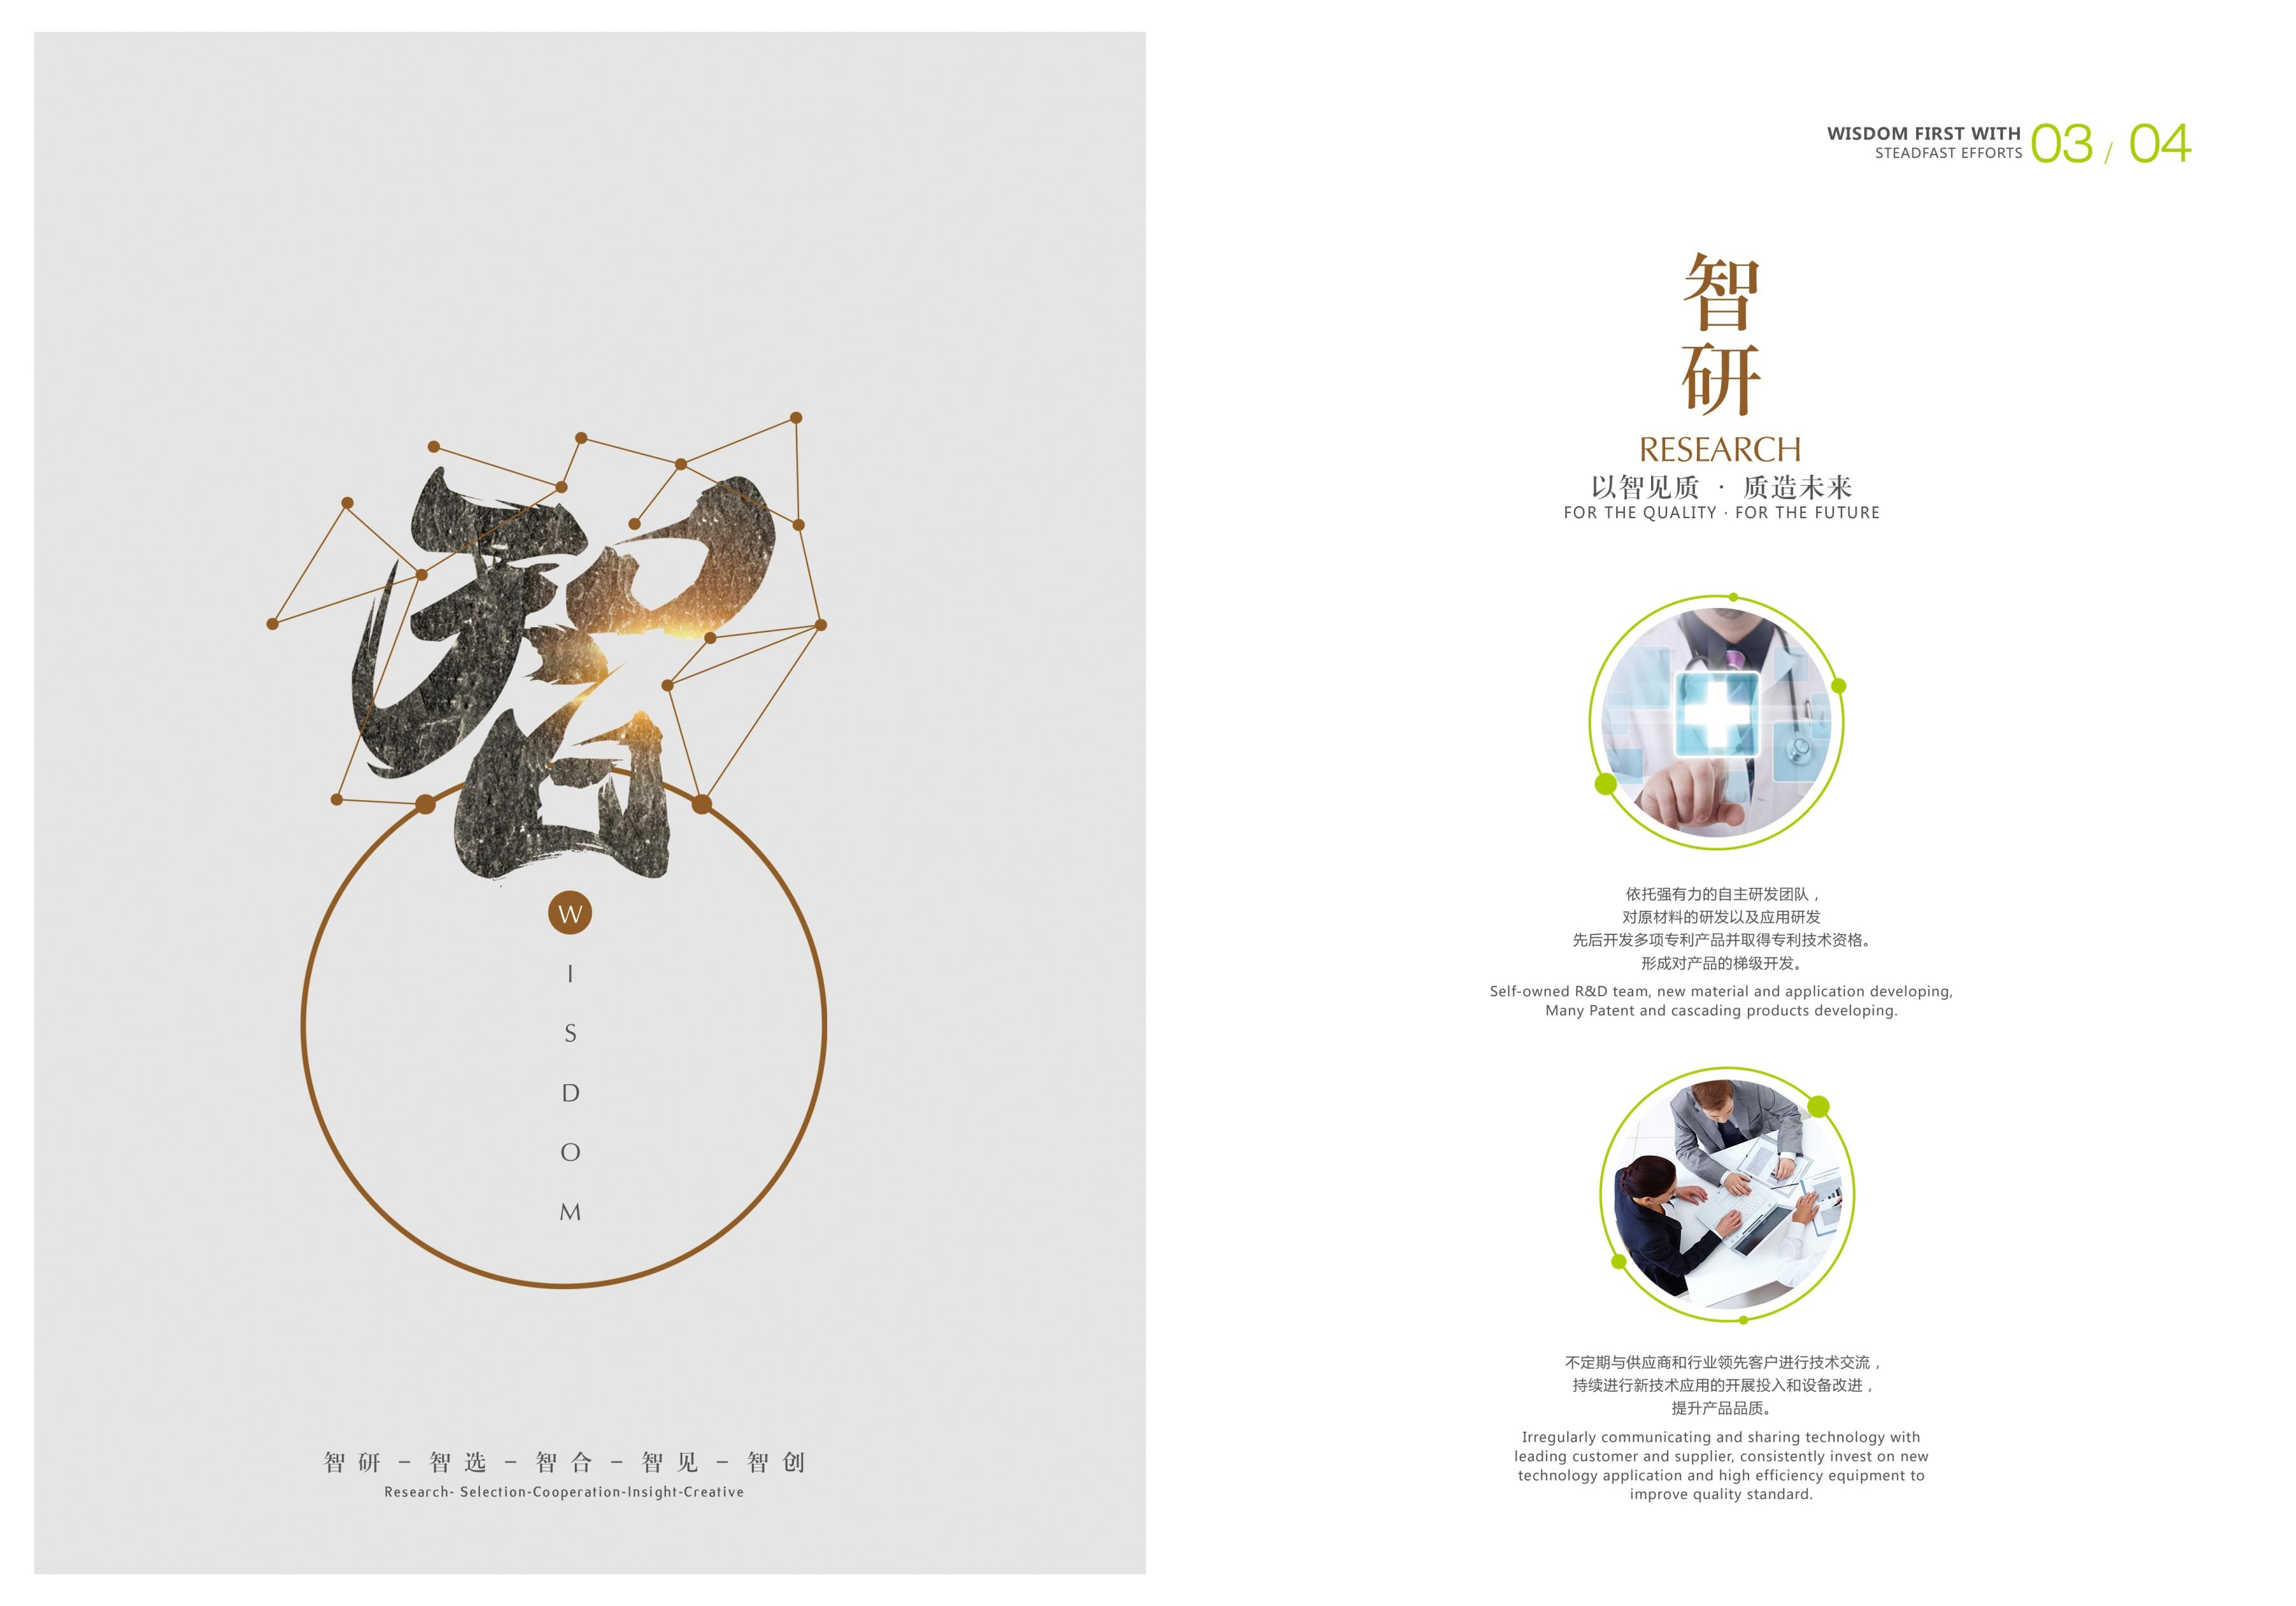 智
W
I
S
D
O
M
智研－智选－智合－智见－智创
Research- Selection-Cooperation-Insight-Creative
WISDOM FIRST WITH
STEADFAST EFFORTS
03 / 04
智
研
RESEARCH
以智见质 · 质造未来
FOR THE QUALITY · FOR THE FUTURE
依托强有力的自主研发团队，
对原材料的研发以及应用研发
先后开发多项专利产品并取得专利技术资格。
形成对产品的梯级开发。
Self-owned R&D team, new material and application developing,
Many Patent and cascading products developing.
不定期与供应商和行业领先客户进行技术交流，
持续进行新技术应用的开展投入和设备改进，
提升产品品质。
Irregularly communicating and sharing technology with
leading customer and supplier, consistently invest on new
technology application and high efficiency equipment to
improve quality standard.